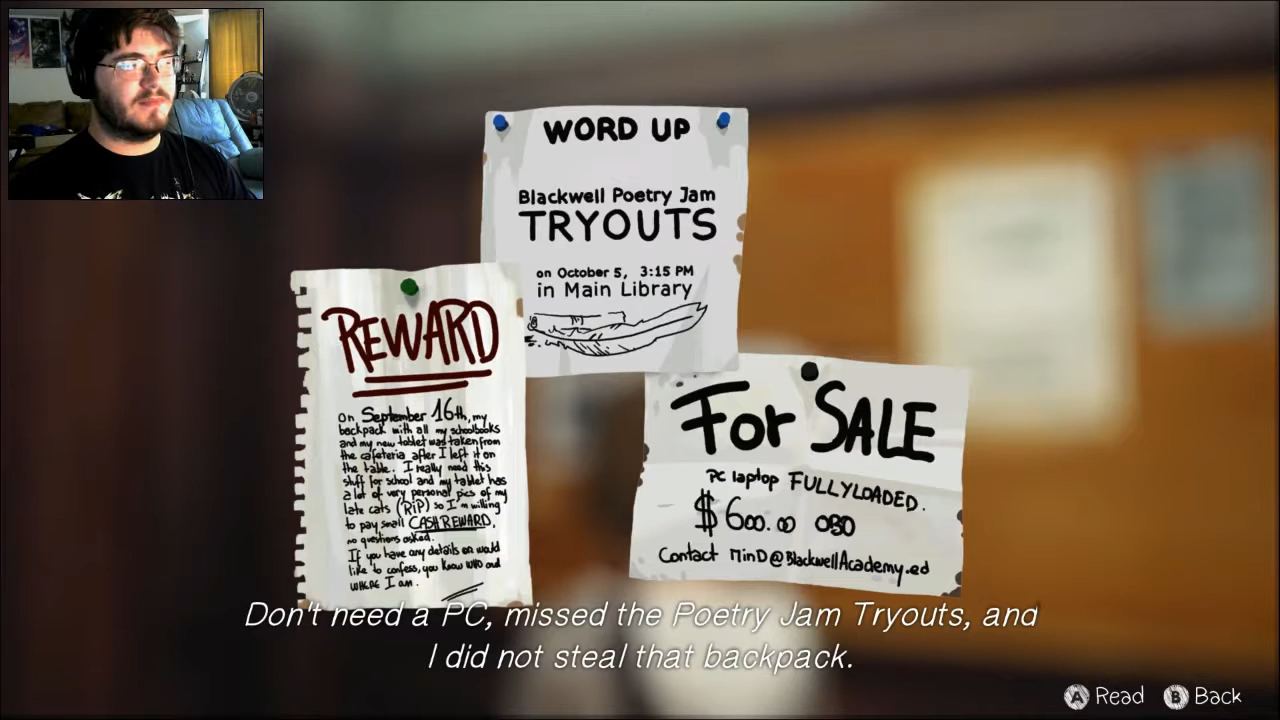 WORD UP
Blackwell Poetry Jam
TRYOUTS
on October 5, 3:15 PM
in Main Library
REWARD
On September 16th, my
backpack with all my schoolbooks
and my new tablet was taken from
the cafeteria after I left it on
the table. I really need this
stuff for school and my tablet has
a lot of very personal pics of my
late cats (RiP) so I'm willing
to pay small CASH REWARD,
no questions asked.
If you have any details or would
like to confess, you know WHO and
WHERE I am.
For SALE
PC laptop FULLYLOADED.
$600.00 OBO
Contact MinD@BlackwellAcademy.ed
Don't need a PC, missed the Poetry Jam Tryouts, and
I did not steal that backpack.
A Read B Back